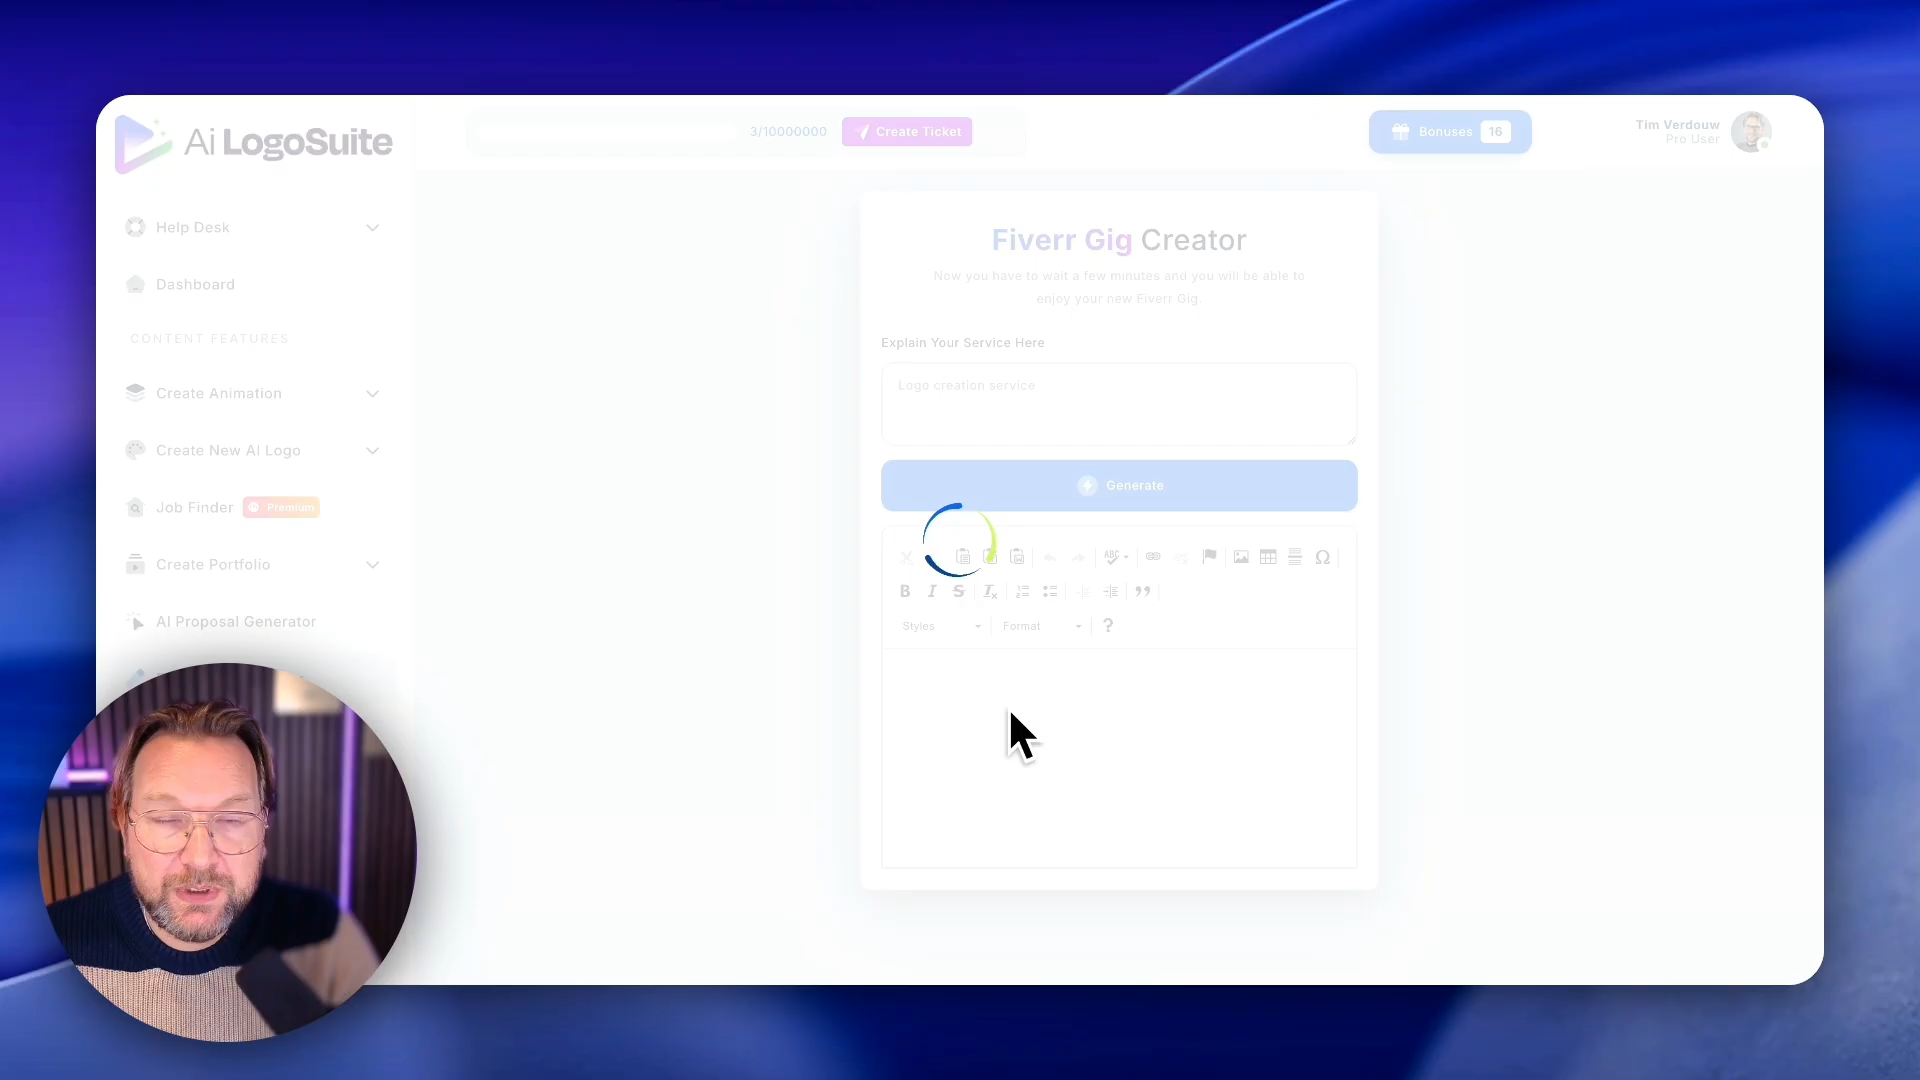 Ai LogoSuite
3/10000000
Create Ticket
Bonuses 16
Tim Verdouw
Pro User
Help Desk
Dashboard
CONTENT FEATURES
Create Animation
Create New AI Logo
Job Finder Premium
Create Portfolio
AI Proposal Generator
Fiverr Gig Creator
Now you have to wait a few minutes and you will be able to
enjoy your new Fiverr Gig.
Explain Your Service Here
Logo creation service
Generate
ABC
B I S Ix
Styles Format ?